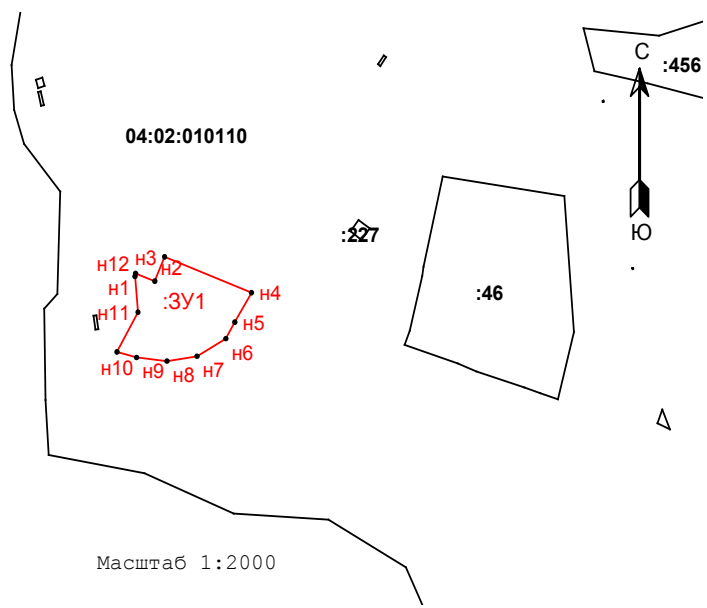 С
:456
04:02:010110
:227
Ю
н3
н12
н2
н1
:ЗУ1
н4
:46
н11
н5
н6
н7
н10
н9
н8
Масштаб 1:2000